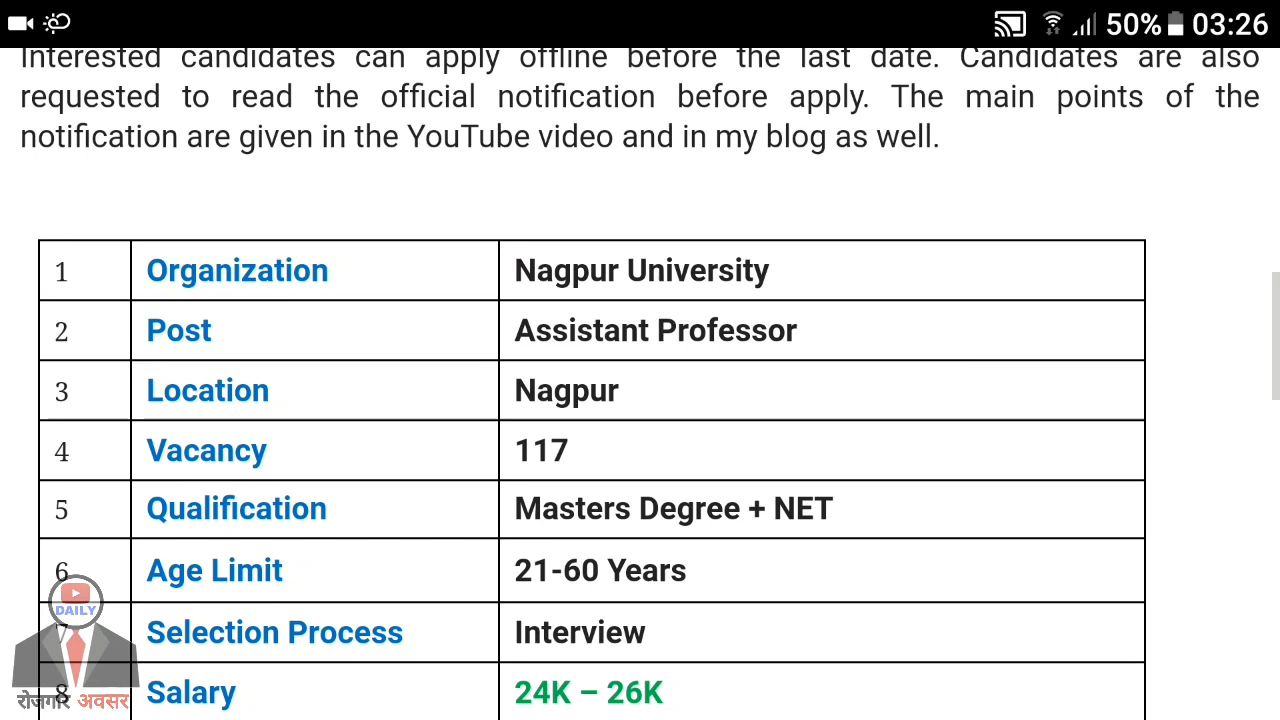 50% 03:26
Interested candidates can apply offline before the last date. Candidates are also
requested to read the official notification before apply. The main points of the
notification are given in the YouTube video and in my blog as well.
1 Organization Nagpur University
2 Post Assistant Professor
3 Location Nagpur
4 Vacancy 117
5 Qualification Masters Degree + NET
6 Age Limit 21-60 Years
7 Selection Process Interview
8 Salary 24K – 26K
DAILY
रोजगार अवसर